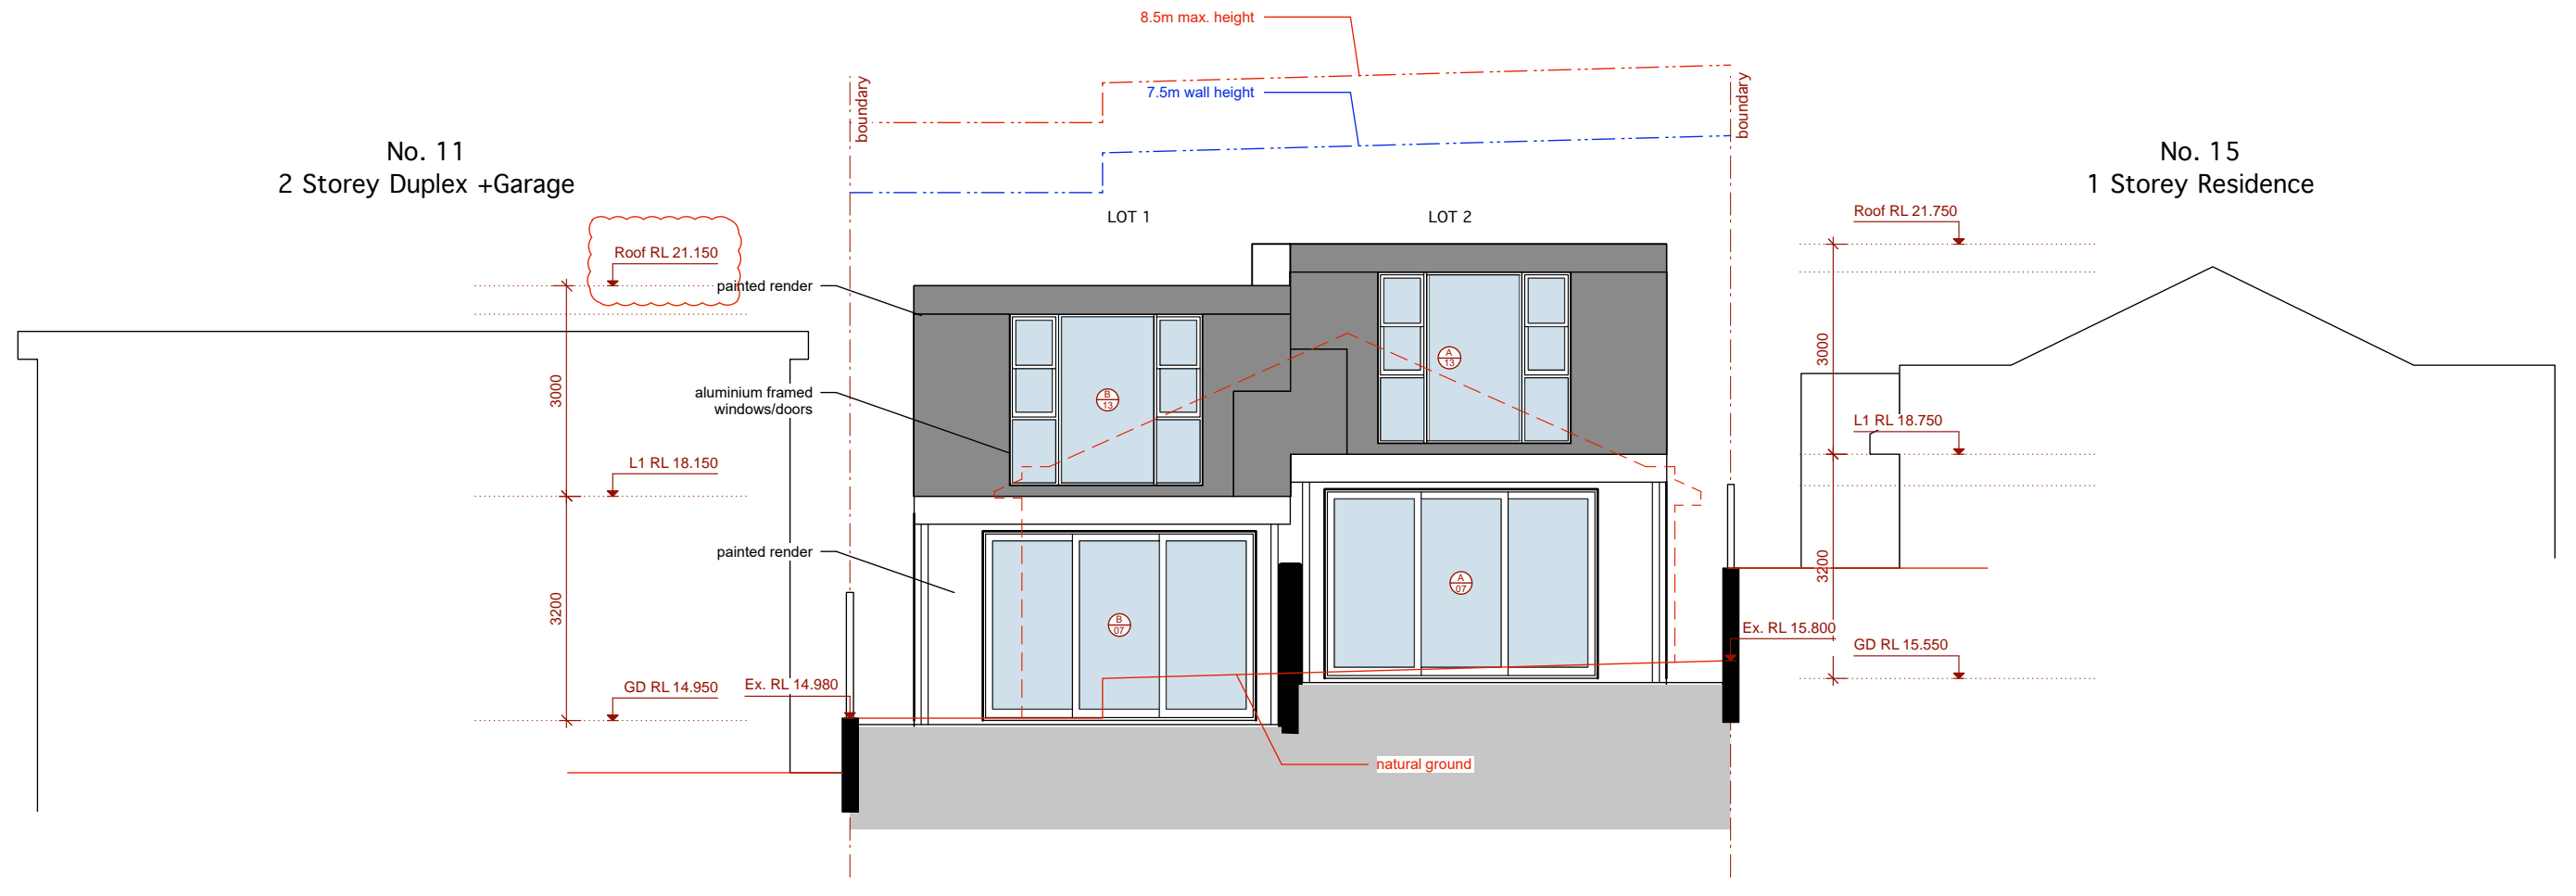 8.5m max. height
7.5m wall height
boundary
boundary
No. 11
2 Storey Duplex +Garage
No. 15
1 Storey Residence
LOT 1
LOT 2
Roof RL 21.150
Roof RL 21.750
painted render
aluminium framed
windows/doors
painted render
3000
3200
L1 RL 18.150
GD RL 14.950
Ex. RL 14.980
B
13
A
13
B
07
A
07
3000
3200
L1 RL 18.750
Ex. RL 15.800
GD RL 15.550
natural ground